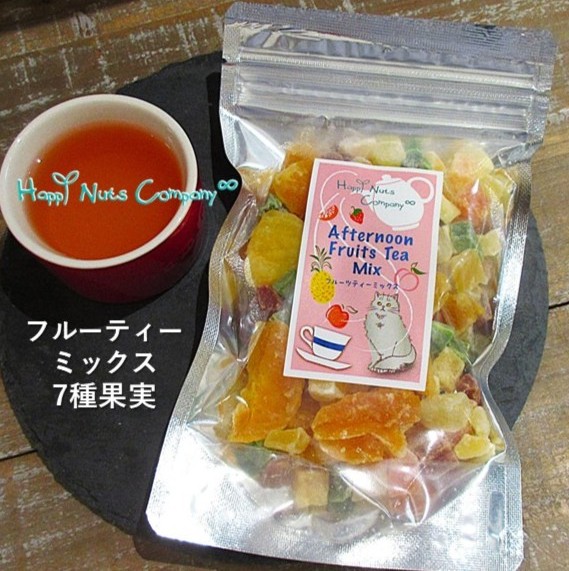 Happy Nuts Company∞
フルーティー
ミックス
7種果実
Happy Nuts
Company∞
Afternoon
Fruits Tea
Mix
フルーツティーミックス